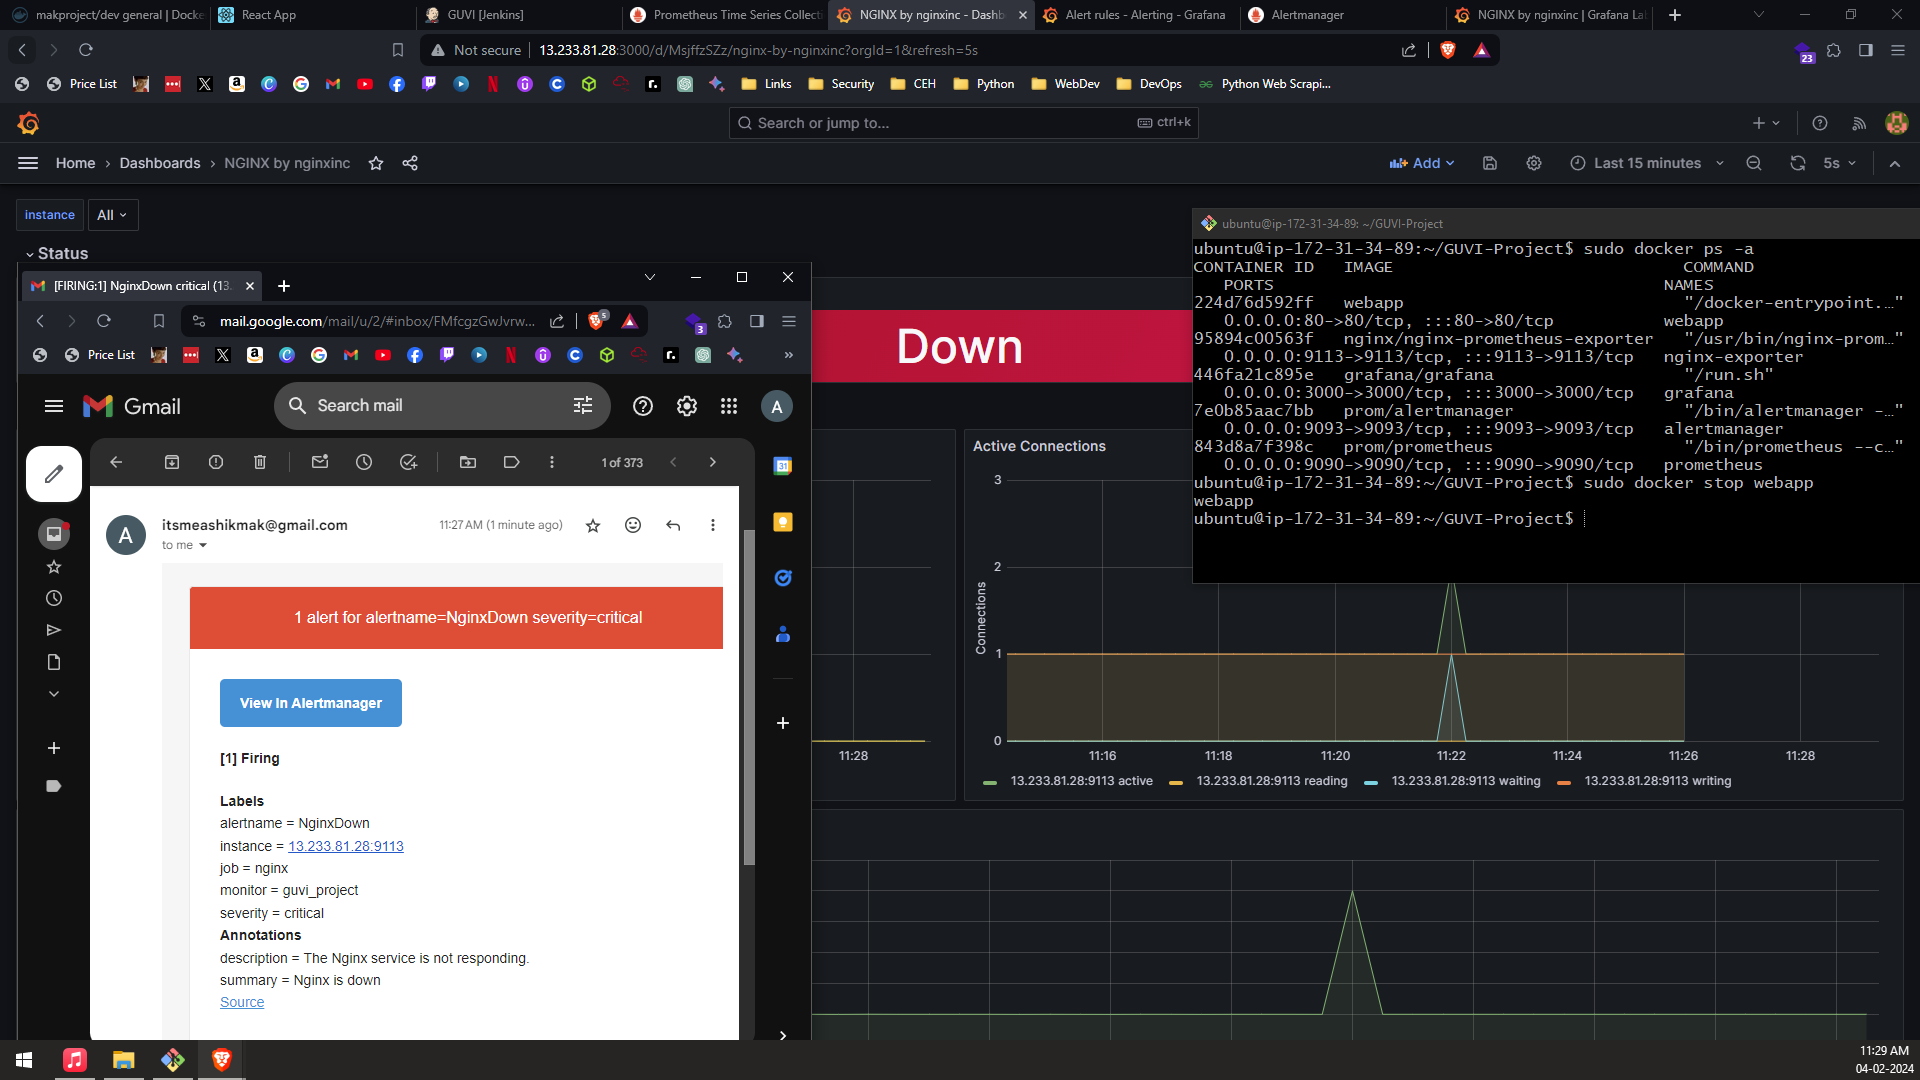 makproject/dev general | Docke
React App
GUVI [Jenkins]
Prometheus Time Series Collecti
NGINX by nginxinc - Dashb
Alert rules - Alerting - Grafana
Alertmanager
NGINX by nginxinc | Grafana La
Not secure
13.233.81.28:3000/d/MsjffzSZz/nginx-by-nginxinc?orgId=1&refresh=5s
23
Price List
Links
Security
CEH
Python
WebDev
DevOps
Python Web Scrapi...
Search or jump to...
ctrl+k
Home › Dashboards › NGINX by nginxinc
Add
Last 15 minutes
5s
instance
All
Status
Down
[FIRING:1] NginxDown critical (13.
mail.google.com/mail/u/2/#inbox/FMfcgzGwJvrw...
5
3
Price List
»
Gmail
Search mail
A
1 of 373
A
itsmeashikmak@gmail.com
11:27 AM (1 minute ago)
to me
1 alert for alertname=NginxDown severity=critical
View In Alertmanager
[1] Firing
Labels
alertname = NginxDown
instance = 13.233.81.28:9113
job = nginx
monitor = guvi_project
severity = critical
Annotations
description = The Nginx service is not responding.
summary = Nginx is down
Source
31
ubuntu@ip-172-31-34-89: ~/GUVI-Project
ubuntu@ip-172-31-34-89:~/GUVI-Project$ sudo docker ps -a
CONTAINER ID   IMAGE   COMMAND
PORTS   NAMES
224d76d592ff   webapp   "/docker-entrypoint.…"
0.0.0.0:80->80/tcp, :::80->80/tcp   webapp
95894c00563f   nginx/nginx-prometheus-exporter   "/usr/bin/nginx-prom…"
0.0.0.0:9113->9113/tcp, :::9113->9113/tcp   nginx-exporter
446fa21c895e   grafana/grafana   "/run.sh"
0.0.0.0:3000->3000/tcp, :::3000->3000/tcp   grafana
7e0b85aac7bb   prom/alertmanager   "/bin/alertmanager -…"
0.0.0.0:9093->9093/tcp, :::9093->9093/tcp   alertmanager
843d8a7f398c   prom/prometheus   "/bin/prometheus --c…"
0.0.0.0:9090->9090/tcp, :::9090->9090/tcp   prometheus
ubuntu@ip-172-31-34-89:~/GUVI-Project$ sudo docker stop webapp
webapp
ubuntu@ip-172-31-34-89:~/GUVI-Project$
11:28
Active Connections
Connections
3
2
1
0
11:16
11:18
11:20
11:22
11:24
11:26
11:28
13.233.81.28:9113 active
13.233.81.28:9113 reading
13.233.81.28:9113 waiting
13.233.81.28:9113 writing
11:29 AM
04-02-2024